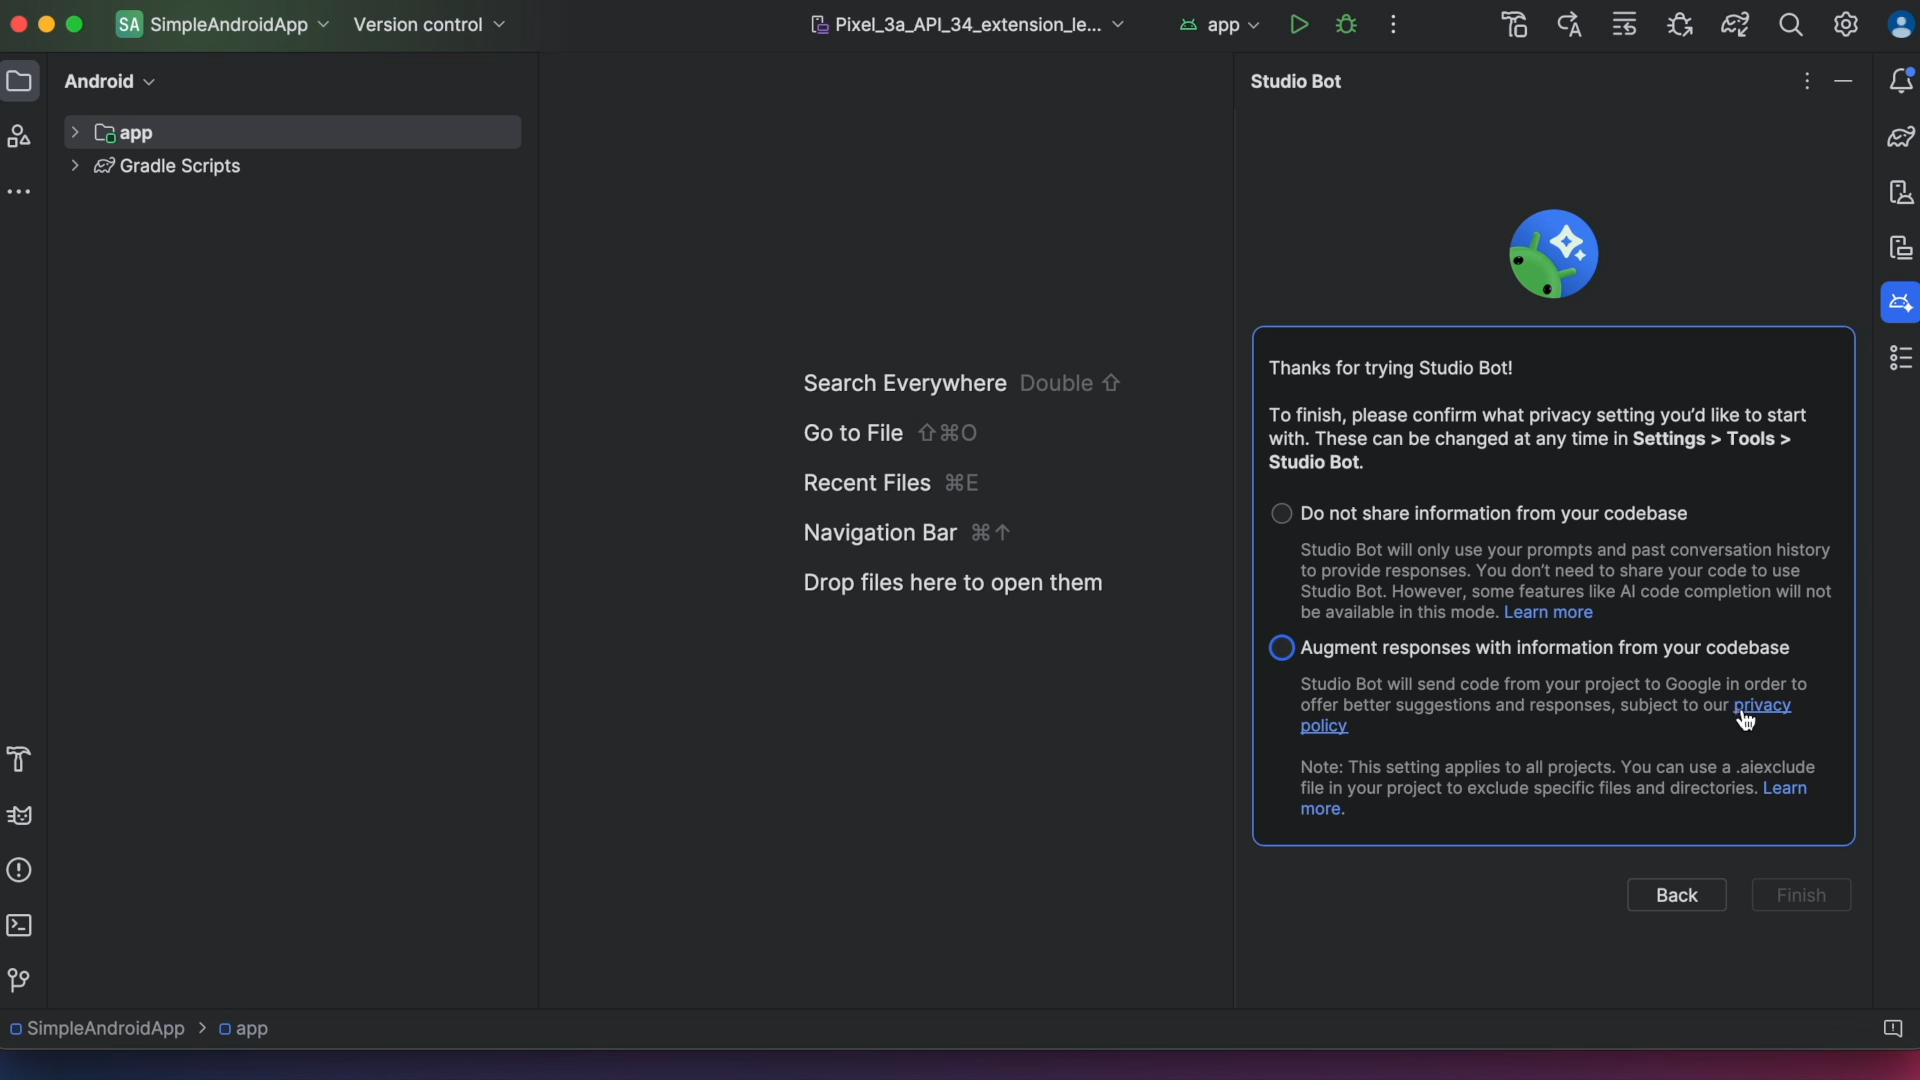 SA SimpleAndroidApp Version control Pixel_3a_API_34_extension_le... app
Android
app
Gradle Scripts
Search Everywhere Double ⇧
Go to File ⇧⌘O
Recent Files ⌘E
Navigation Bar ⌘↑
Drop files here to open them
Studio Bot
Thanks for trying Studio Bot!
To finish, please confirm what privacy setting you'd like to start
with. These can be changed at any time in Settings > Tools >
Studio Bot.
Do not share information from your codebase
Studio Bot will only use your prompts and past conversation history
to provide responses. You don't need to share your code to use
Studio Bot. However, some features like AI code completion will not
be available in this mode. Learn more
Augment responses with information from your codebase
Studio Bot will send code from your project to Google in order to
offer better suggestions and responses, subject to our privacy
policy
Note: This setting applies to all projects. You can use a .aiexclude
file in your project to exclude specific files and directories. Learn
more.
Back Finish
SimpleAndroidApp > app